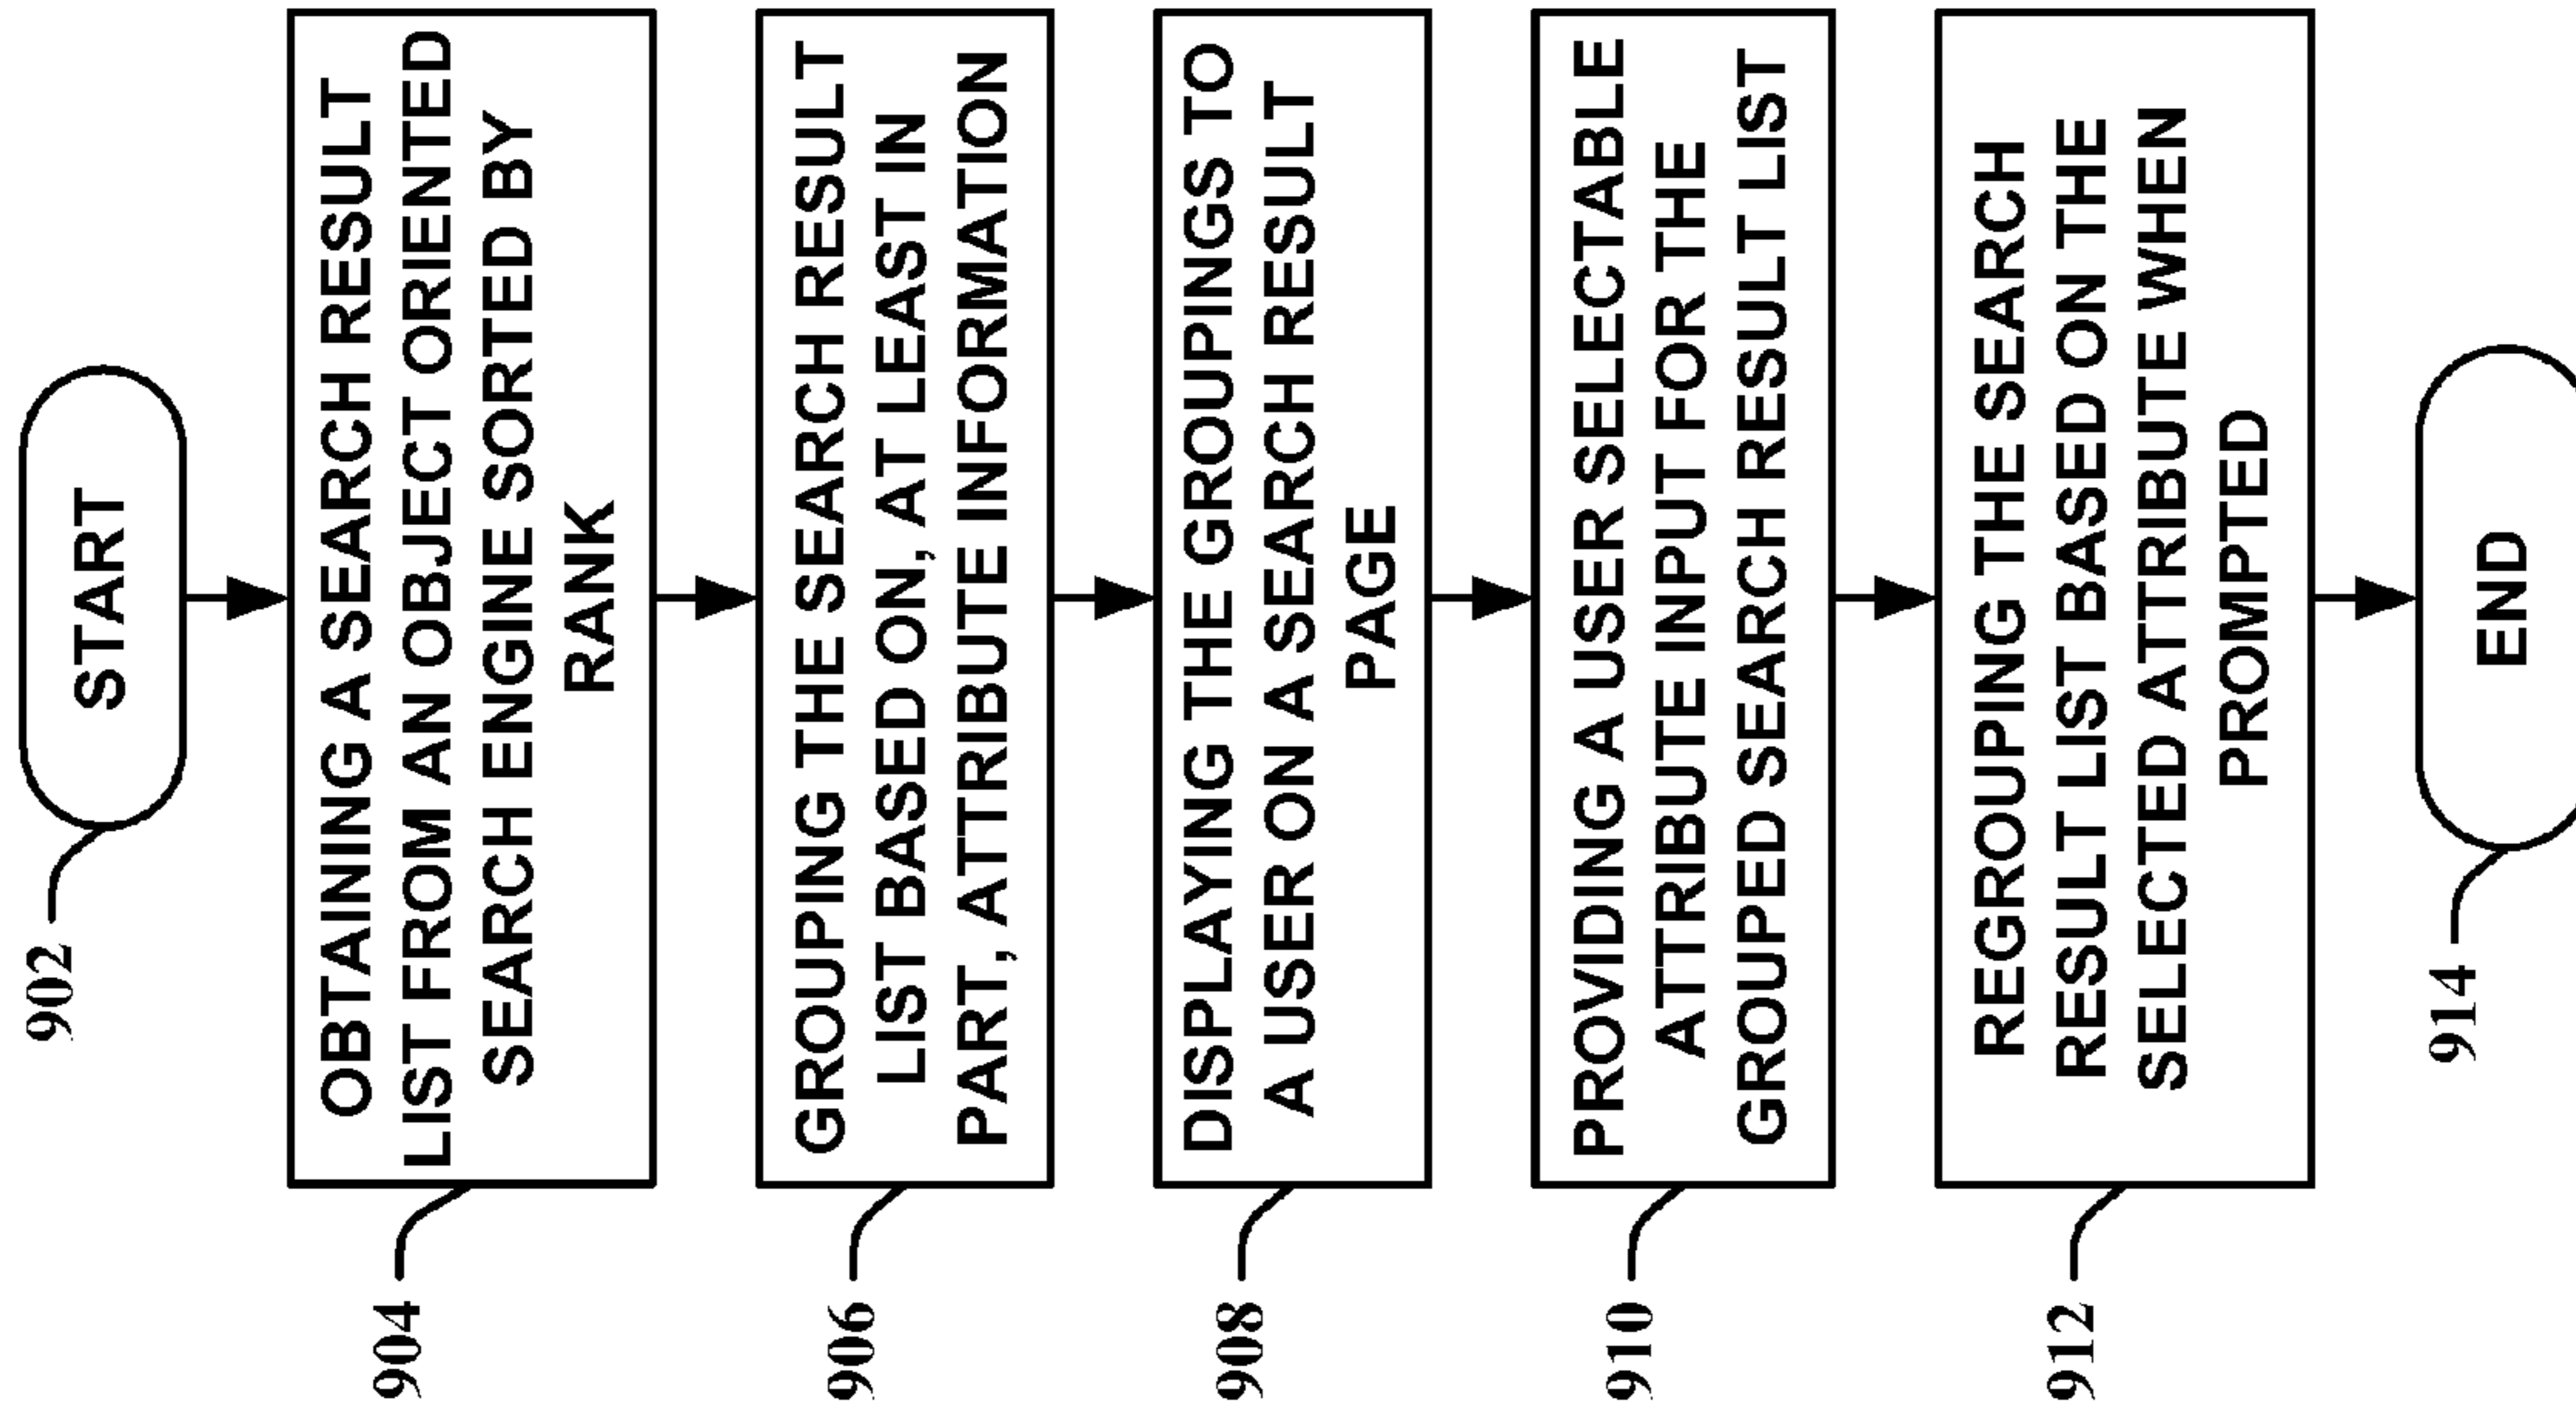 START
902
OBTAINING A SEARCH RESULT
LIST FROM AN OBJECT ORIENTED
SEARCH ENGINE SORTED BY
RANK
904
GROUPING THE SEARCH RESULT
LIST BASED ON, AT LEAST IN
PART, ATTRIBUTE INFORMATION
906
DISPLAYING THE GROUPINGS TO
A USER ON A SEARCH RESULT
PAGE
908
PROVIDING A USER SELECTABLE
ATTRIBUTE INPUT FOR THE
GROUPED SEARCH RESULT LIST
910
REGROUPING THE SEARCH
RESULT LIST BASED ON THE
SELECTED ATTRIBUTE WHEN
PROMPTED
912
END
914